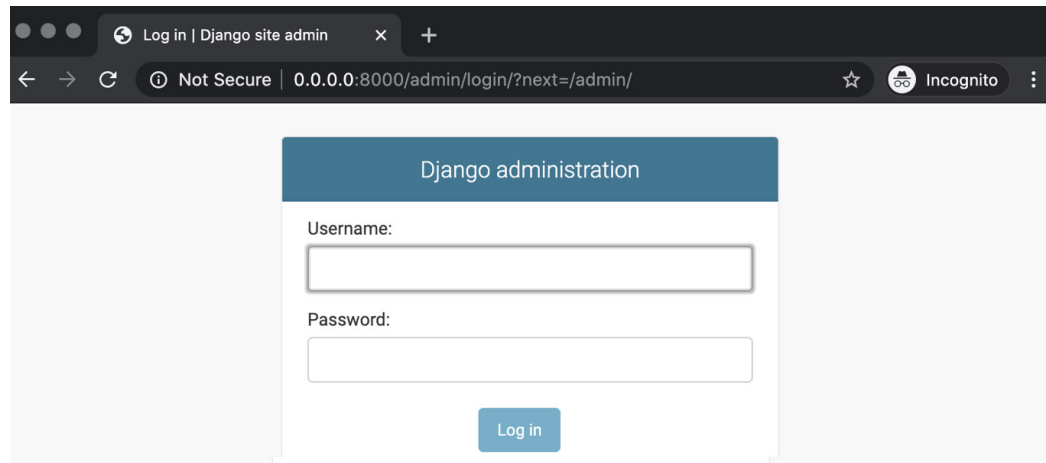 Log in | Django site admin
Not Secure | 0.0.0.0:8000/admin/login/?next=/admin/
Incognito
Django administration
Username:
Password:
Log in